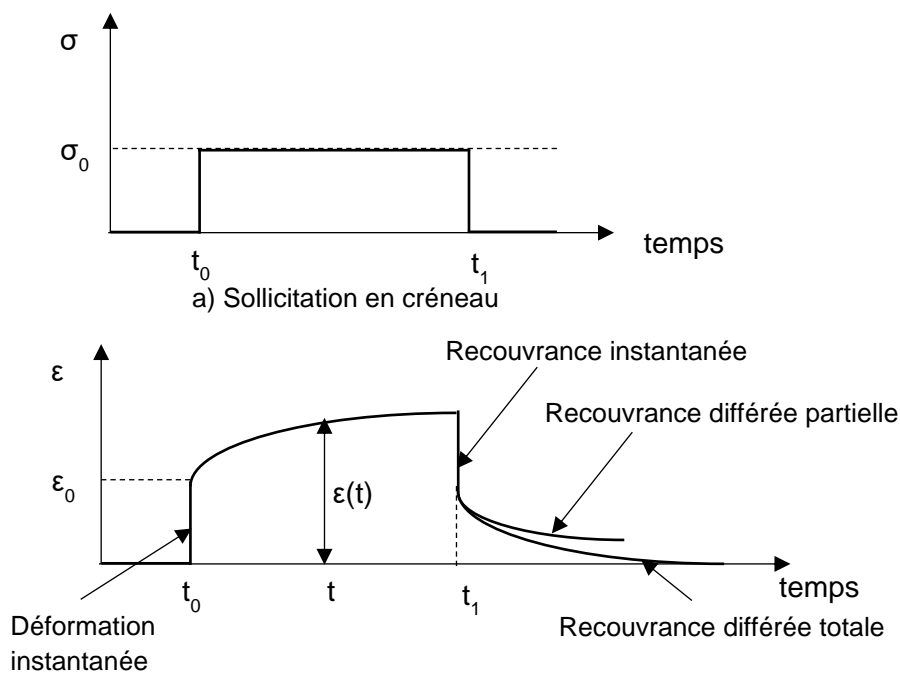 σ
σ0
temps
t0
t1
a) Sollicitation en créneau
Recouvrance instantanée
ε
Recouvrance différée partielle
ε0
ε(t)
temps
t0
t
t1
Déformation
instantanée
Recouvrance différée totale